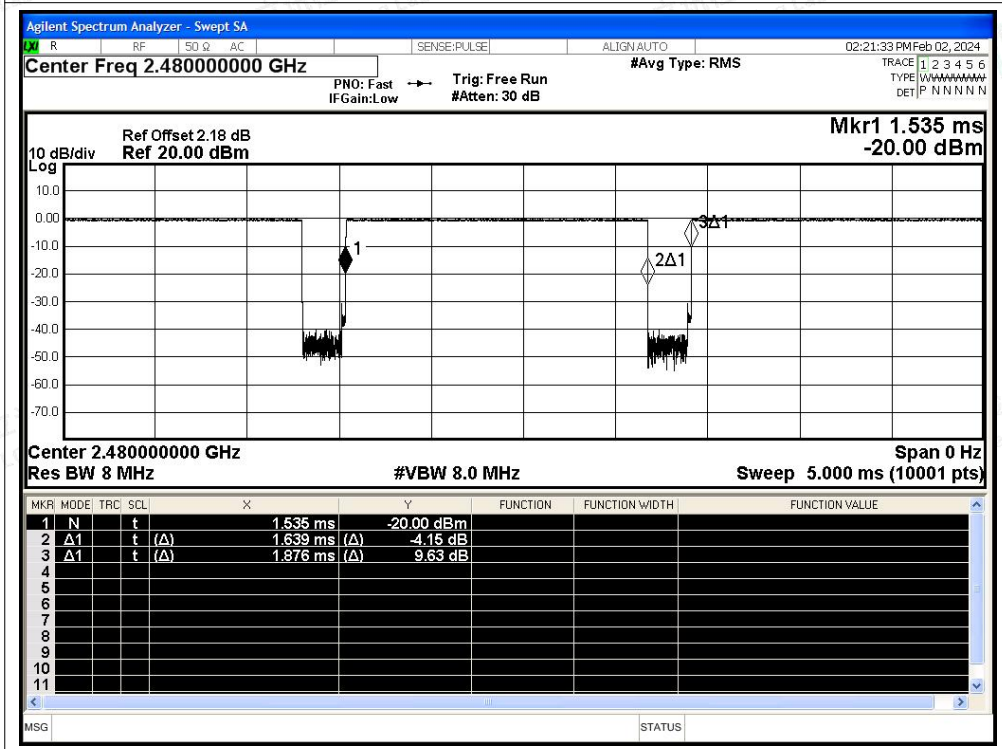 Agilent Spectrum Analyzer - Swept SA
LXI R RF 50 Ω AC SENSE:PULSE ALIGN AUTO 02:21:33 PM Feb 02, 2024
Center Freq 2.480000000 GHz #Avg Type: RMS TRACE 1 2 3 4 5 6
PNO: Fast Trig: Free Run TYPE WWWWWW
IFGain:Low #Atten: 30 dB DET P N N N N N
Mkr1 1.535 ms
Ref Offset 2.18 dB
10 dB/div Ref 20.00 dBm -20.00 dBm
Log
10.0
0.00
3Δ1
-10.0
1
2Δ1
-20.0
-30.0
-40.0
-50.0
-60.0
-70.0
Center 2.480000000 GHz Span 0 Hz
Res BW 8 MHz #VBW 8.0 MHz Sweep 5.000 ms (10001 pts)
MKR MODE TRC SCL X Y FUNCTION FUNCTION WIDTH FUNCTION VALUE
1 N t 1.535 ms -20.00 dBm
2 Δ1 t (Δ) 1.639 ms (Δ) -4.15 dB
3 Δ1 t (Δ) 1.876 ms (Δ) 9.63 dB
4
5
6
7
8
9
10
11
MSG STATUS